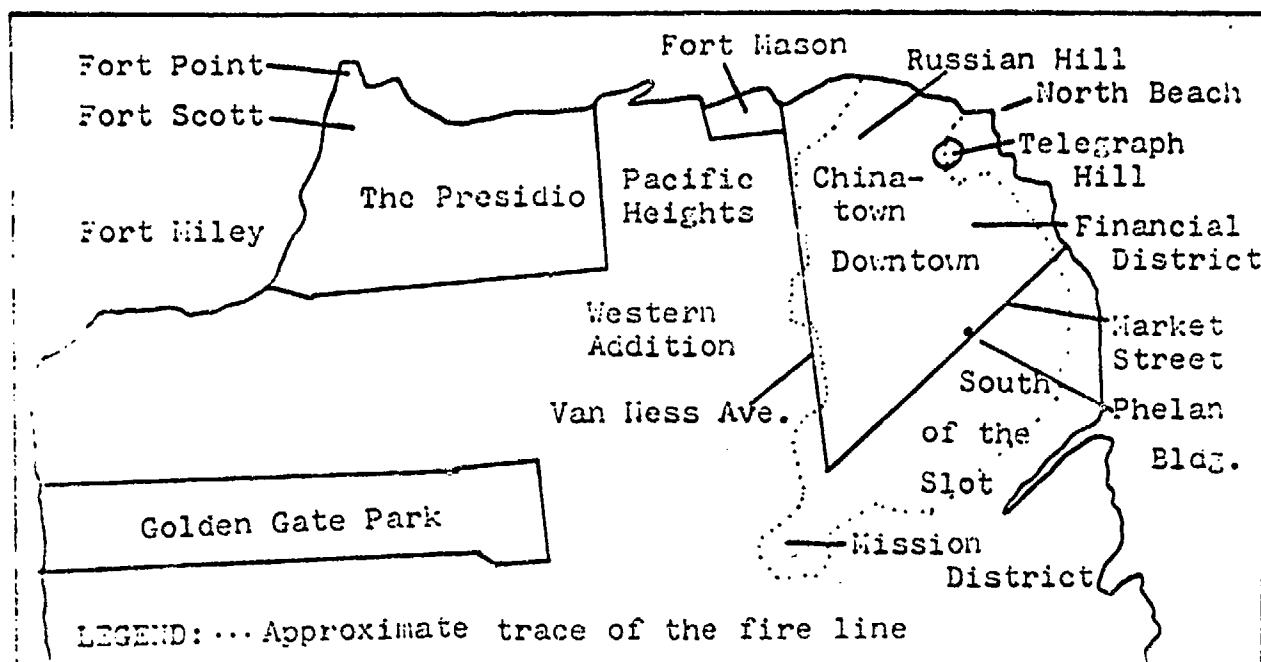 Fort Point
Fort Scott
Fort Mason
Russian Hill
North Beach
Telegraph
Hill
The Presidio
Pacific
Heights
China-
town
Fort Miley
Financial
District
Downtown
Western
Addition
Market
Street
Van Ness Ave.
South
of the
Slot
Phelan
Bldg.
Golden Gate Park
Mission
District
LEGEND: ... Approximate trace of the fire line